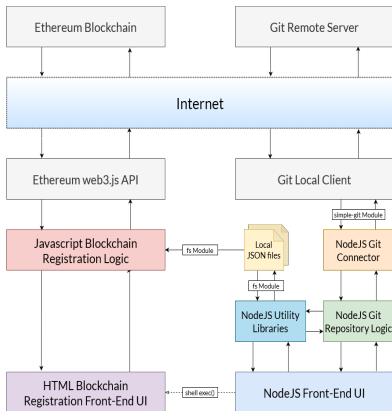 Ethereum Blockchain
Git Remote Server
Internet
Ethereum web3.js API
Git Local Client
simple-git Module
Javascript Blockchain
Registration Logic
fs Module
Local
JSON files
NodeJS Git
Connector
fs Module
NodeJS Utility
Libraries
NodeJS Git
Repository Logic
HTML Blockchain
Registration Front-End UI
shell exec()
NodeJS Front-End UI